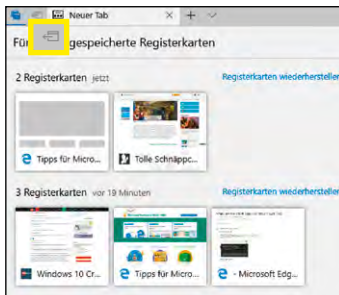 Neuer Tab
Für gespeicherte Registerkarten
2 Registerkarten jetzt Registerkarten wiederherstellen
Tipps für Micro... Tolle Schnäppc...
3 Registerkarten vor 19 Minuten Registerkarten wiederherstellen
Windows 10 Cr... Tipps für Micro... - Microsoft Edg...